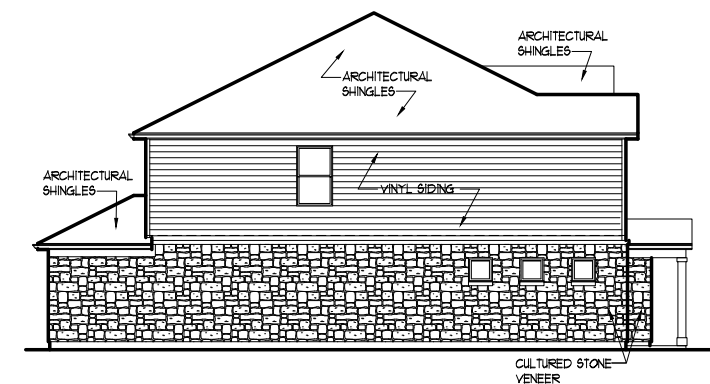 ARCHITECTURAL
SHINGLES
ARCHITECTURAL
SHINGLES
ARCHITECTURAL
SHINGLES
VINYL SIDING
CULTURED STONE
VENEER